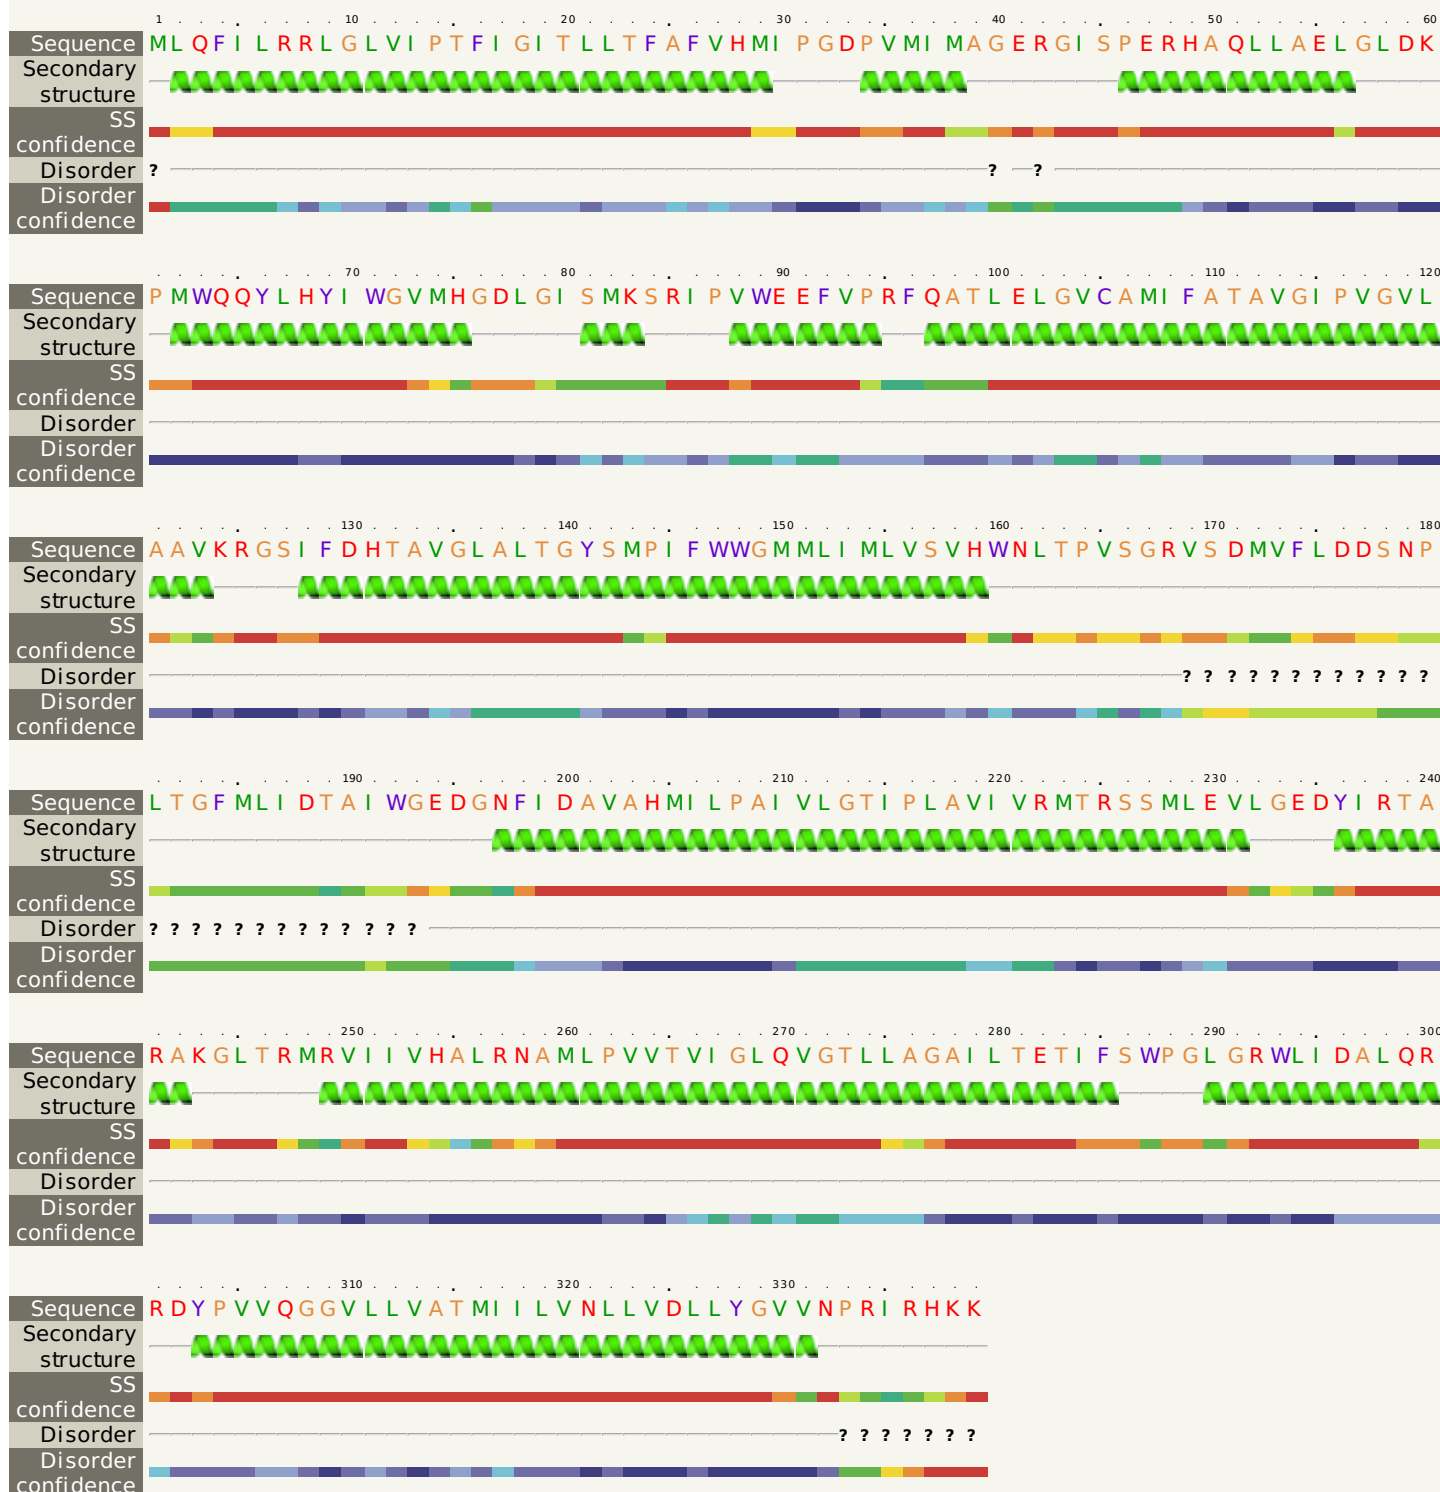 1 10 20 30 40 50 60
Sequence MLQFILRRLGLVIPTFIGITLLTFAFVHMIPGDPVMIMAGERGISPERHAQLLAELGLDK
Secondary
structure
SS
confidence
Disorder ? ? ?
Disorder
confidence
70 80 90 100 110 120
Sequence PMWQQYLHYIWGVMHGDLGISMKSRIPVWEEFVPRFQATLELGVCAMIFATAVGIPVGVL
Secondary
structure
SS
confidence
Disorder
Disorder
confidence
130 140 150 160 170 180
Sequence AAVKRGSIFDHTAVGLALTGYSMPIFWWGMMLIMLVSVHWNLTPVSGRVSDMVFLDDSNP
Secondary
structure
SS
confidence
Disorder ? ? ? ? ? ? ? ? ? ? ? ?
Disorder
confidence
190 200 210 220 230 240
Sequence LTGFMLIDTAIWGEDGNFIDAVAHMILPAIVLGTIPLAVIVRMTRSSMLEVLGEDYIRTA
Secondary
structure
SS
confidence
Disorder ? ? ? ? ? ? ? ? ? ? ? ? ?
Disorder
confidence
250 260 270 280 290 300
Sequence RAKGLTRMRVIIVHALRNAMLPVVTVIGLQVGTLLAGAILTETIFSWPGLGRWLIDALQR
Secondary
structure
SS
confidence
Disorder
Disorder
confidence
310 320 330
Sequence RDYPVVQGGVLLVATMIILVNLLVDLLYGVVNPRIRHKK
Secondary
structure
SS
confidence
Disorder ? ? ? ? ? ? ?
Disorder
confidence